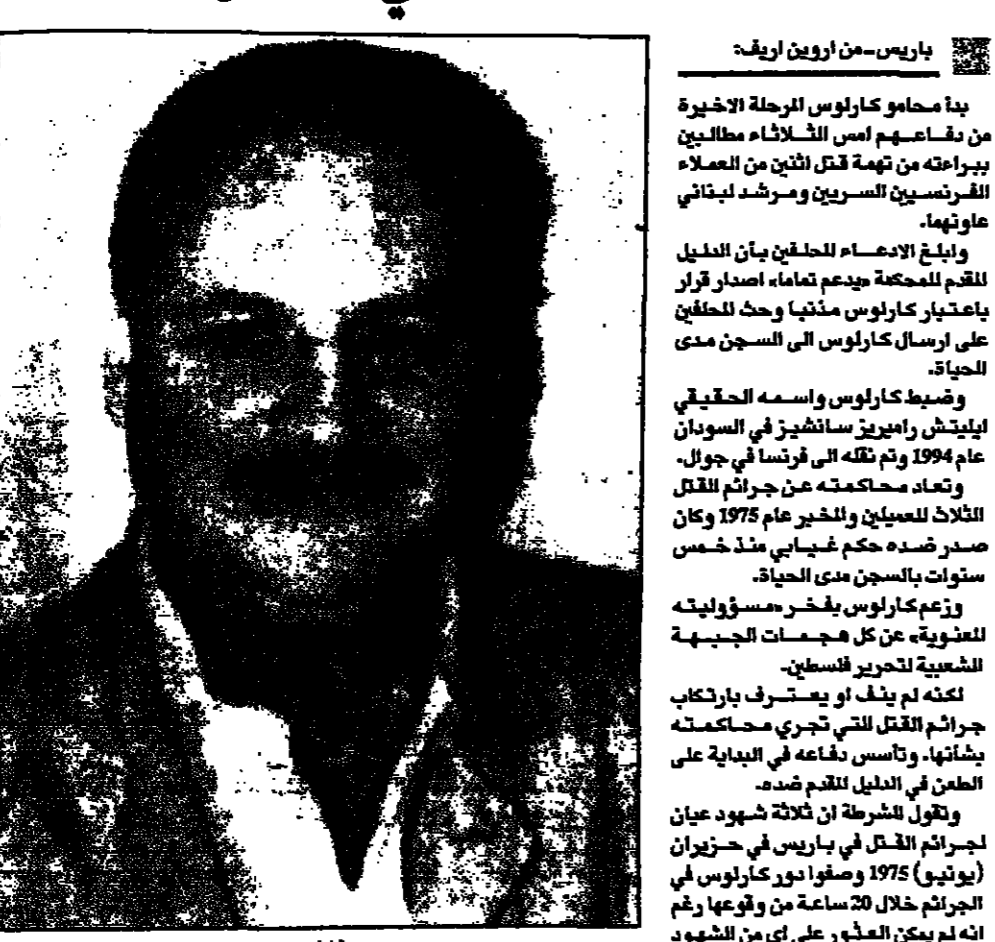 باريس ـ من اروين اريف:
بدأ محامو كارلوس المرحلة الاخيرة
من دفاعهم امس الثلاثاء مطالبين
ببراءته من تهمة قتل اثنين من العملاء
الفرنسيين السريين ومرشد لبناني
عاونهما.
وابلغ الادعاء المحلفين بأن الدليل
المقدم للمحكمة «يدعم تماما» اصدار قرار
باعتبار كارلوس مذنبا وحث المحلفين
على ارسال كارلوس الى السجن مدى
الحياة.
وضبط كارلوس واسمه الحقيقي
ايليتش راميريز سانشيز في السودان
عام 1994 وتم نقله الى فرنسا في جوال.
وتعاد محاكمته عن جرائم القتل
الثلاث للعميلين والمخبر عام 1975 وكان
صدر ضده حكم غيابي منذ خمس
سنوات بالسجن مدى الحياة.
وزعم كارلوس بفخر «مسؤوليته
المعنوية» عن كل هجمات الجبهة
الشعبية لتحرير فلسطين.
لكنه لم ينف او يعترف بارتكاب
جرائم القتل التي تجري محاكمته
بشأنها. وتأسس دفاعه في البداية على
الطعن في الدليل المقدم ضده.
وتقول الشرطة ان ثلاثة شهود عيان
لجرائم القتل في باريس في حزيران
(يونيو) 1975 وصفوا دور كارلوس في
الجرائم خلال 20 ساعة من وقوعها رغم
انه لم يمكن العثور على اي من الشهود